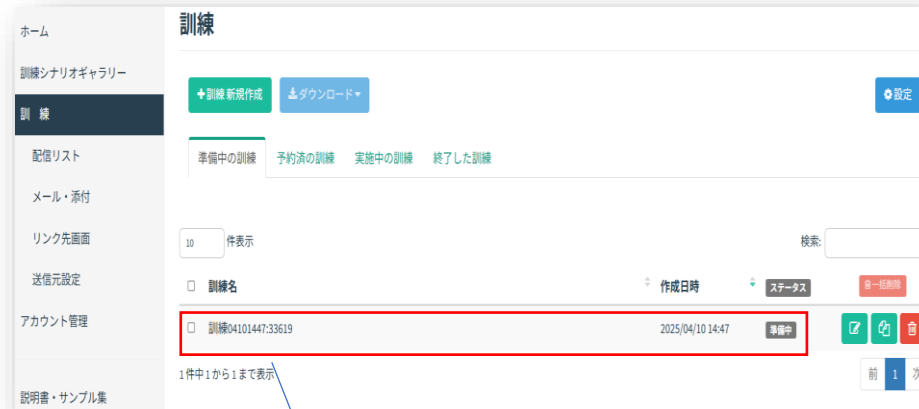 ホーム
訓練シナリオギャラリー
訓 練
配信リスト
メール・添付
リンク先画面
送信元設定
アカウント管理
説明書・サンプル集
訓練
+訓練 新規作成
ダウンロード
設定
準備中の訓練 予約済の訓練 実施中の訓練 終了した訓練
10 件表示
検索:
訓練名 作成日時 ステータス 一括削除
訓練04101447:33619 2025/04/10 14:47 準備中
1件中1から1まで表示
前 1 次